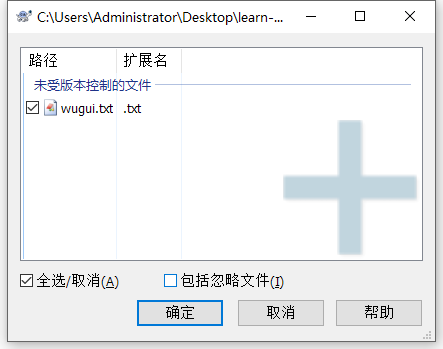 C:\Users\Administrator\Desktop\learn-...
路径 扩展名
未受版本控制的文件
wugui.txt .txt
全选/取消(A) 包括忽略文件(I)
确定 取消 帮助